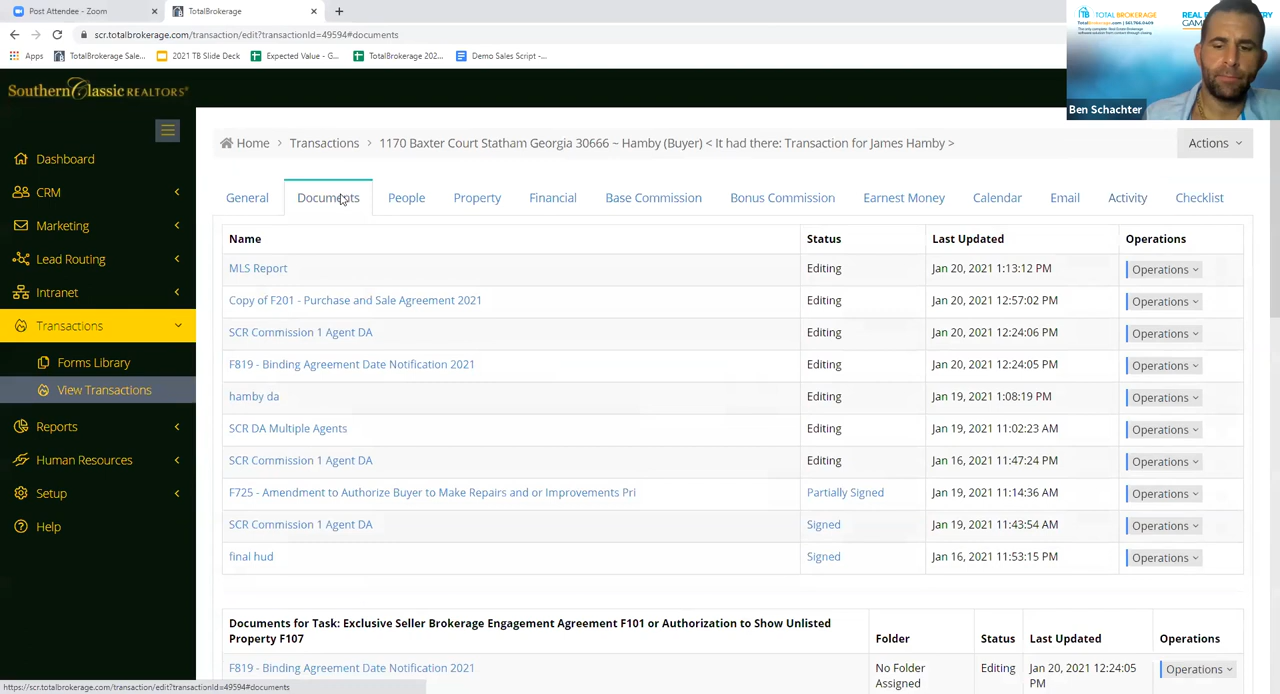 Post Attendee - Zoom
TotalBrokerage
scr.totalbrokerage.com/transaction/edit?transactionId=49594#documents
Apps
TotalBrokerage Sale...
2021 TB Slide Deck
Expected Value - G...
TotalBrokerage 202...
Demo Sales Script -...
TOTAL BROKERAGE
Ben Schachter
Southern Classic REALTORS®
Dashboard
CRM
Marketing
Lead Routing
Intranet
Transactions
Forms Library
View Transactions
Reports
Human Resources
Setup
Help
Home > Transactions > 1170 Baxter Court Statham Georgia 30666 ~ Hamby (Buyer) < It had there: Transaction for James Hamby >
Actions
General Documents People Property Financial Base Commission Bonus Commission Earnest Money Calendar Email Activity Checklist
Name Status Last Updated Operations
MLS Report Editing Jan 20, 2021 1:13:12 PM Operations
Copy of F201 - Purchase and Sale Agreement 2021 Editing Jan 20, 2021 12:57:02 PM Operations
SCR Commission 1 Agent DA Editing Jan 20, 2021 12:24:06 PM Operations
F819 - Binding Agreement Date Notification 2021 Editing Jan 20, 2021 12:24:05 PM Operations
hamby da Editing Jan 19, 2021 1:08:19 PM Operations
SCR DA Multiple Agents Editing Jan 19, 2021 11:02:23 AM Operations
SCR Commission 1 Agent DA Editing Jan 16, 2021 11:47:24 PM Operations
F725 - Amendment to Authorize Buyer to Make Repairs and or Improvements Pri Partially Signed Jan 19, 2021 11:14:36 AM Operations
SCR Commission 1 Agent DA Signed Jan 19, 2021 11:43:54 AM Operations
final hud Signed Jan 16, 2021 11:53:15 PM Operations
Documents for Task: Exclusive Seller Brokerage Engagement Agreement F101 or Authorization to Show Unlisted
Property F107 Folder Status Last Updated Operations
F819 - Binding Agreement Date Notification 2021 No Folder Editing Jan 20, 2021 12:24:05 Operations
Assigned PM
https://scr.totalbrokerage.com/transaction/edit?transactionId=49594#documents